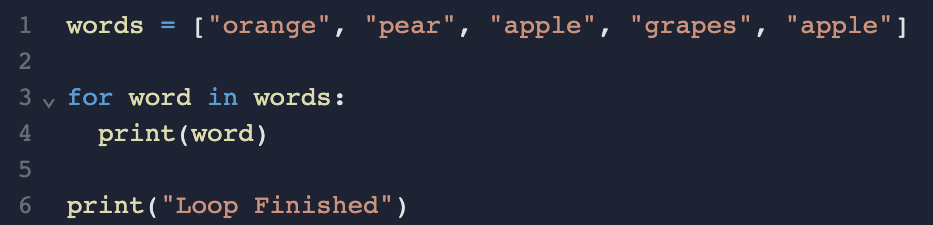 1 words = ["orange", "pear", "apple", "grapes", "apple"]
2
3 for word in words:
4   print(word)
5
6 print("Loop Finished")